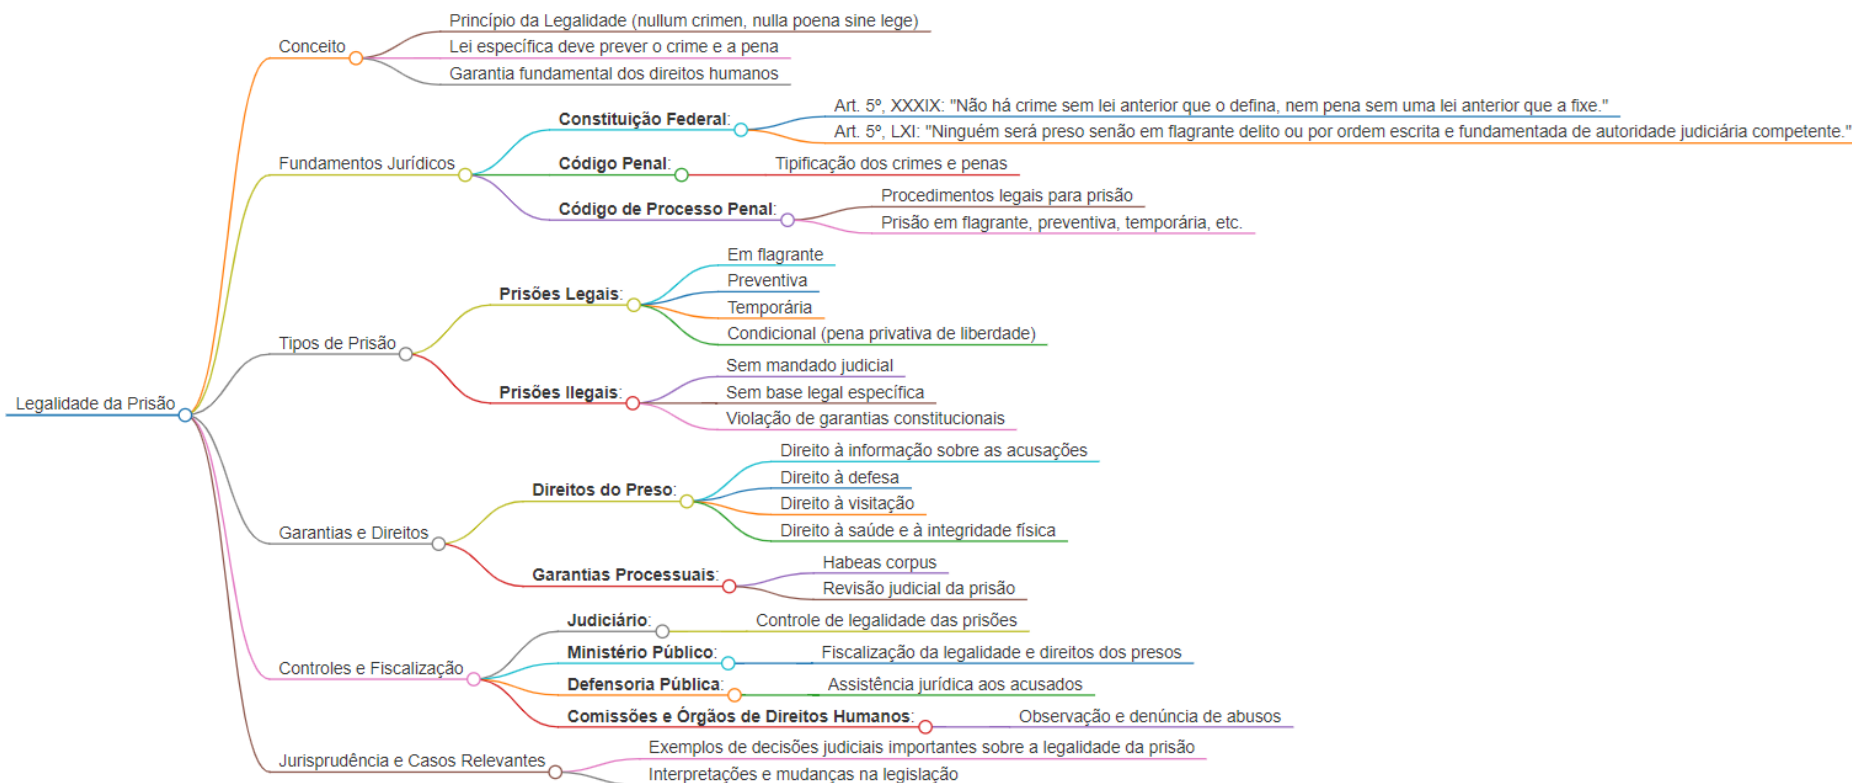 Legalidade da Prisão
Conceito
Princípio da Legalidade (nullum crimen, nulla poena sine lege)
Lei específica deve prever o crime e a pena
Garantia fundamental dos direitos humanos
Fundamentos Jurídicos
Constituição Federal:
Art. 5º, XXXIX: "Não há crime sem lei anterior que o defina, nem pena sem uma lei anterior que a fixe."
Art. 5º, LXI: "Ninguém será preso senão em flagrante delito ou por ordem escrita e fundamentada de autoridade judiciária competente."
Código Penal:
Tipificação dos crimes e penas
Código de Processo Penal:
Procedimentos legais para prisão
Prisão em flagrante, preventiva, temporária, etc.
Tipos de Prisão
Prisões Legais:
Em flagrante
Preventiva
Temporária
Condicional (pena privativa de liberdade)
Prisões Ilegais:
Sem mandado judicial
Sem base legal específica
Violação de garantias constitucionais
Garantias e Direitos
Direitos do Preso:
Direito à informação sobre as acusações
Direito à defesa
Direito à visitação
Direito à saúde e à integridade física
Garantias Processuais:
Habeas corpus
Revisão judicial da prisão
Controles e Fiscalização
Judiciário:
Controle de legalidade das prisões
Ministério Público:
Fiscalização da legalidade e direitos dos presos
Defensoria Pública:
Assistência jurídica aos acusados
Comissões e Órgãos de Direitos Humanos:
Observação e denúncia de abusos
Jurisprudência e Casos Relevantes
Exemplos de decisões judiciais importantes sobre a legalidade da prisão
Interpretações e mudanças na legislação